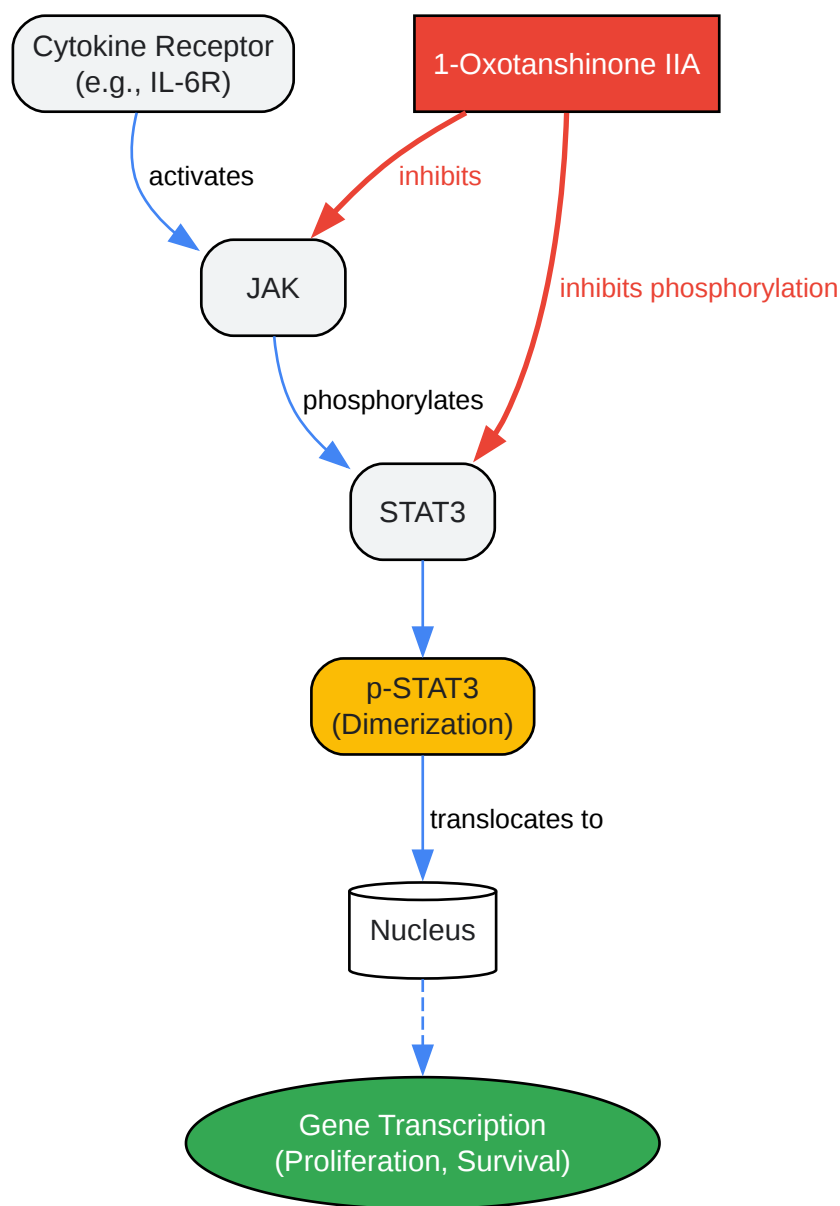 Cytokine Receptor
(e.g., IL-6R)
1-Oxotanshinone IIA
activates
inhibits
JAK
inhibits phosphorylation
phosphorylates
STAT3
p-STAT3
(Dimerization)
translocates to
Nucleus
Gene Transcription
(Proliferation, Survival)